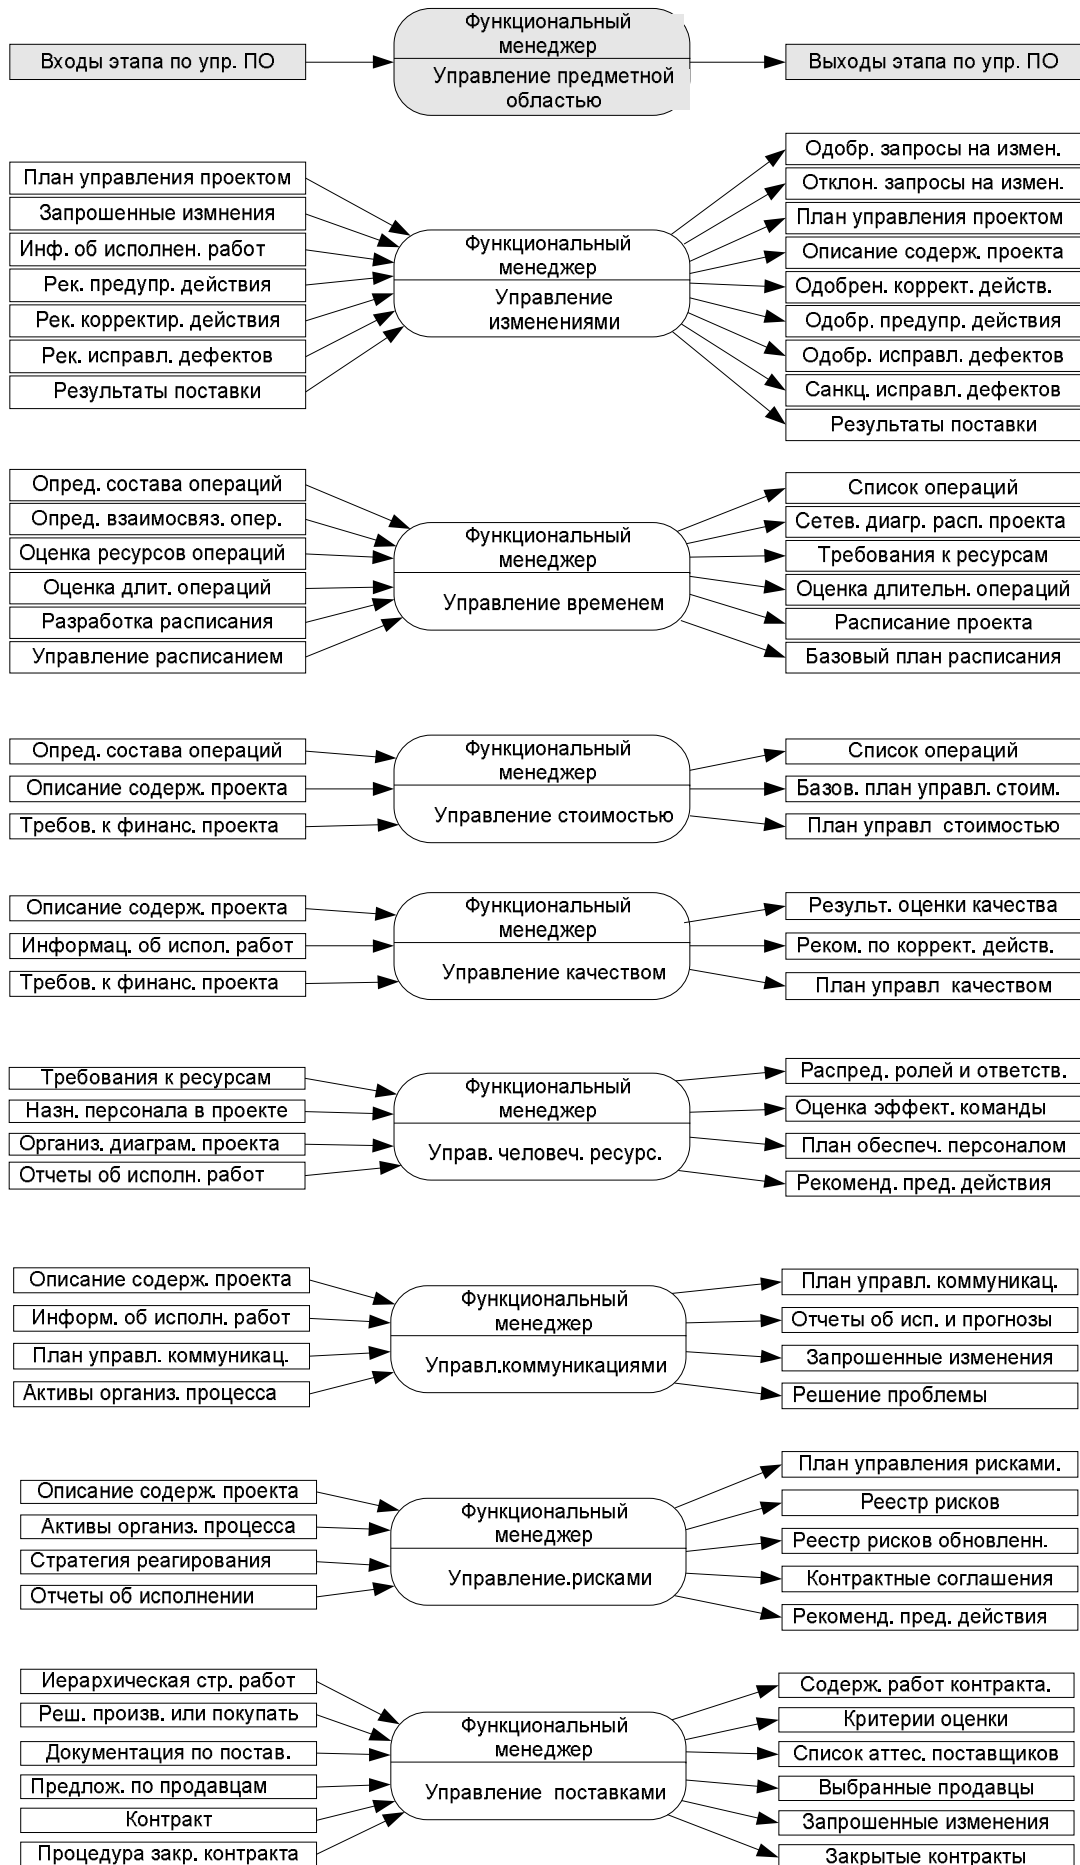 Входы этапа по упр. ПО
Функциональный
менеджер
Управление предметной
областью
Выходы этапа по упр. ПО
План управления проектом
Запрошенные измнения
Инф. об исполнен. работ
Рек. предупр. действия
Рек. корректир. действия
Рек. исправл. дефектов
Результаты поставки
Функциональный
менеджер
Управление
изменениями
Одобр. запросы на измен.
Отклон. запросы на измен.
План управления проектом
Описание содерж. проекта
Одобрен. коррект. действ.
Одобр. предупр. действия
Одобр. исправл. дефектов
Санкц. исправл. дефектов
Результаты поставки
Опред. состава операций
Опред. взаимосвяз. опер.
Оценка ресурсов операций
Оценка длит. операций
Разработка расписания
Управление расписанием
Функциональный
менеджер
Управление временем
Список операций
Сетев. диагр. расп. проекта
Требования к ресурсам
Оценка длительн. операций
Расписание проекта
Базовый план расписания
Опред. состава операций
Описание содерж. проекта
Требов. к финанс. проекта
Функциональный
менеджер
Управление стоимостью
Список операций
Базов. план управл. стоим.
План управл  стоимостью
Описание содерж. проекта
Информац. об испол. работ
Требов. к финанс. проекта
Функциональный
менеджер
Управление качеством
Результ. оценки качества
Реком. по коррект. действ.
План управл  качеством
Требования к ресурсам
Назн. персонала в проекте
Организ. диаграм. проекта
Отчеты об исполн. работ
Функциональный
менеджер
Управ. человеч. ресурс.
Распред. ролей и ответств.
Оценка эффект. команды
План обеспеч. персоналом
Рекоменд. пред. действия
Описание содерж. проекта
Информ. об исполн. работ
План управл. коммуникац.
Активы организ. процесса
Функциональный
менеджер
Управл.коммуникациями
План управл. коммуникац.
Отчеты об исп. и прогнозы
Запрошенные изменения
Решение проблемы
Описание содерж. проекта
Активы организ. процесса
Стратегия реагирования
Отчеты об исполнении
Функциональный
менеджер
Управление.рисками
План управления рисками.
Реестр рисков
Реестр рисков обновленн.
Контрактные соглашения
Рекоменд. пред. действия
Иерархическая стр. работ
Реш. произв. или покупать
Документация по постав.
Предлож. по продавцам
Контракт
Процедура закр. контракта
Функциональный
менеджер
Управление  поставками
Содерж. работ контракта.
Критерии оценки
Список аттес. поставщиков
Выбранные продавцы
Запрошенные изменения
Закрытые контракты